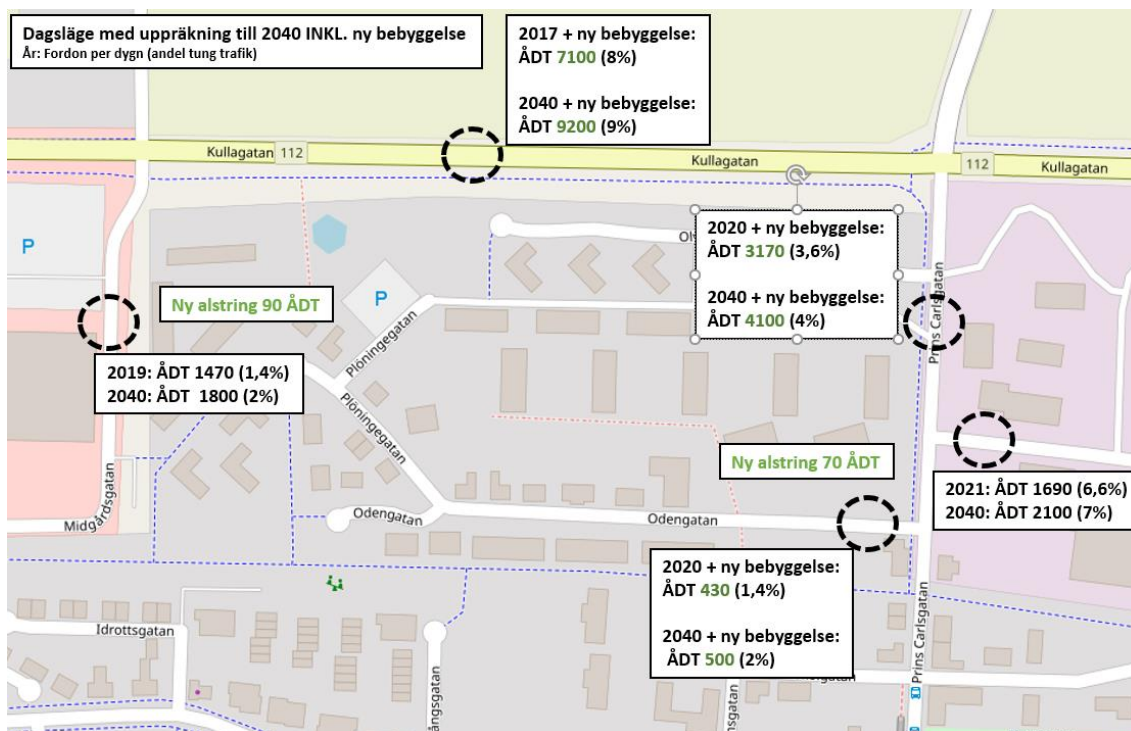 Dagsläge med uppräkning till 2040 INKL. ny bebyggelse
År: Fordon per dygn (andel tung trafik)
2017 + ny bebyggelse:
ÅDT 7100 (8%)
2040 + ny bebyggelse:
ÅDT 9200 (9%)
Kullagatan
112
Kullagatan
112
Kullagatan
2020 + ny bebyggelse:
ÅDT 3170 (3,6%)
2040 + ny bebyggelse:
ÅDT 4100 (4%)
P
Ny alstring 90 ÅDT
P
Plöningegatan
Prins Carlsgatan
2019: ÅDT 1470 (1,4%)
2040: ÅDT 1800 (2%)
Plöningegatan
Ny alstring 70 ÅDT
2021: ÅDT 1690 (6,6%)
2040: ÅDT 2100 (7%)
Midgårdsgatan
Odengatan
Odengatan
2020 + ny bebyggelse:
ÅDT 430 (1,4%)
2040 + ny bebyggelse:
ÅDT 500 (2%)
Idrottsgatan
Prins Carlsgatan